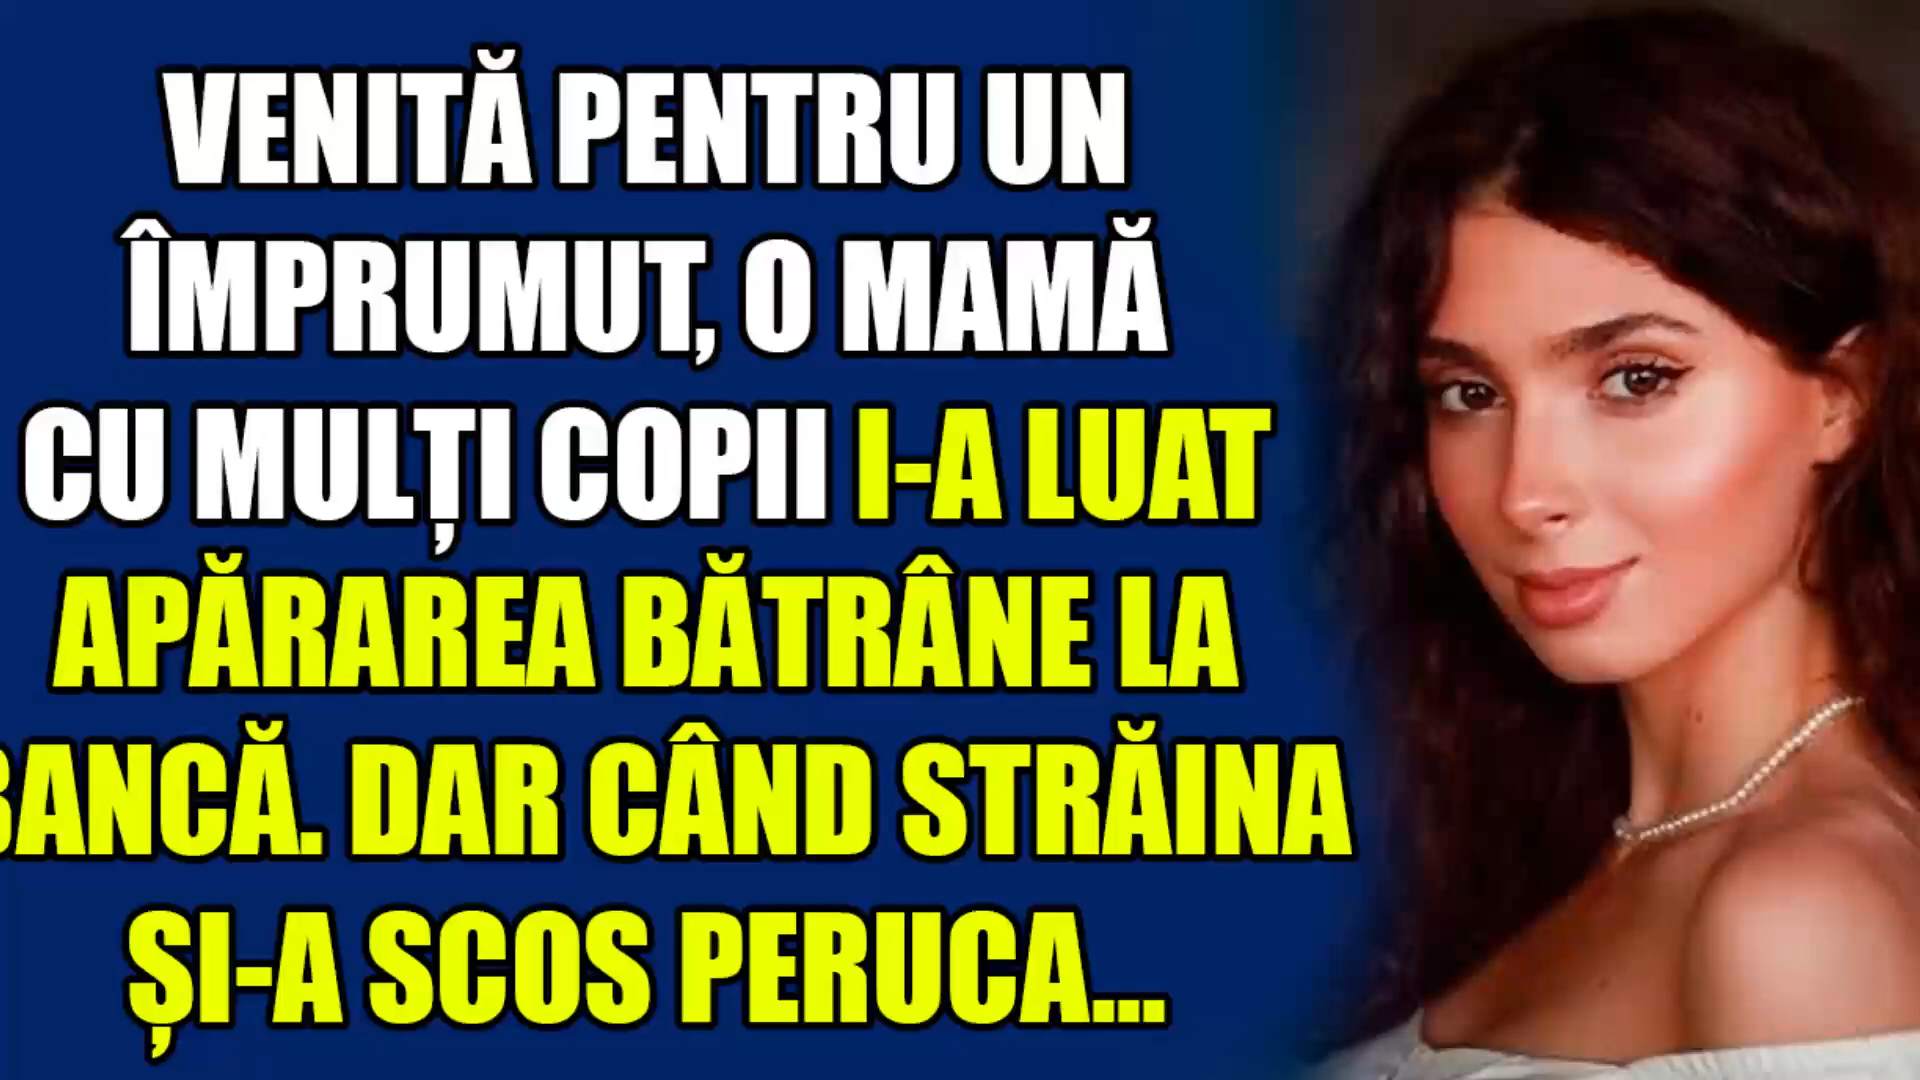 VENITĂ PENTRU UN
ÎMPRUMUT, O MAMĂ
CU MULȚI COPII I-A LUAT
APĂRAREA BĂTRÂNE LA
BANCĂ. DAR CÂND STRĂINA
ȘI-A SCOS PERUCA...